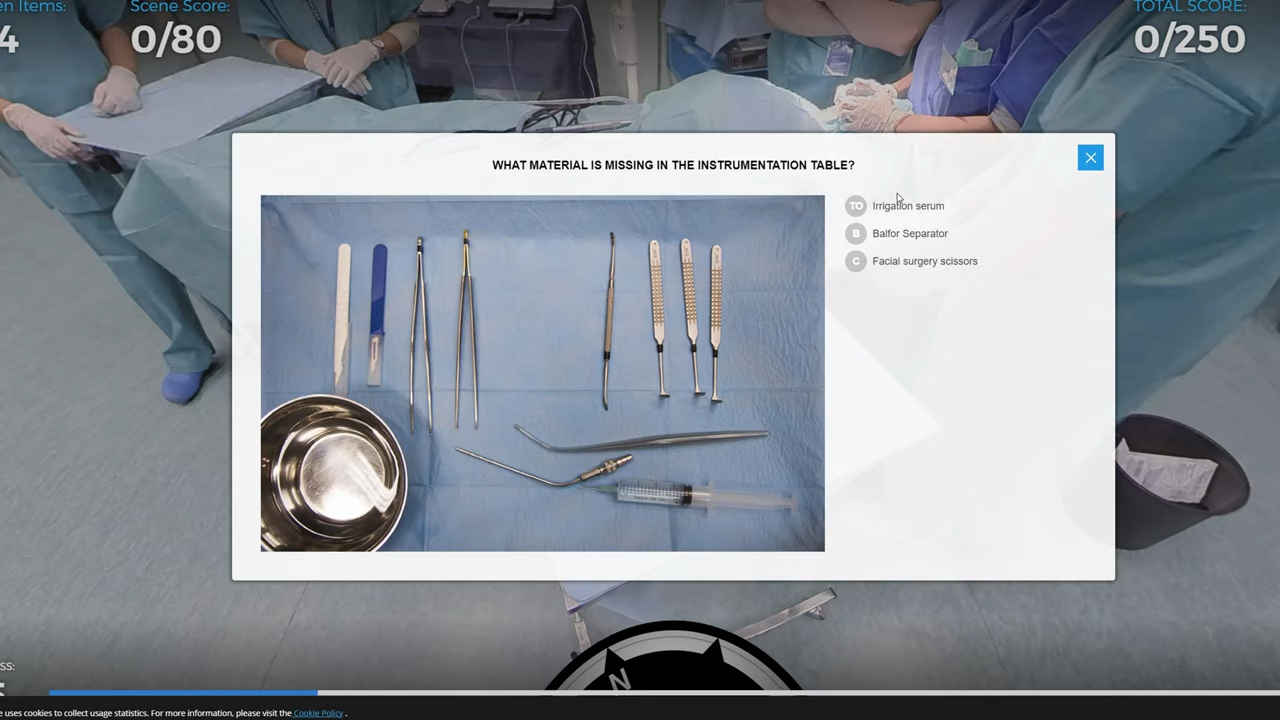 en Items:
Scene Score:
TOTAL SCORE:
4
0/80
0/250
WHAT MATERIAL IS MISSING IN THE INSTRUMENTATION TABLE?
TO Irrigation serum
B Balfor Separator
C Facial surgery scissors
N
ss:
e uses cookies to collect usage statistics. For more information, please visit the Cookie Policy .